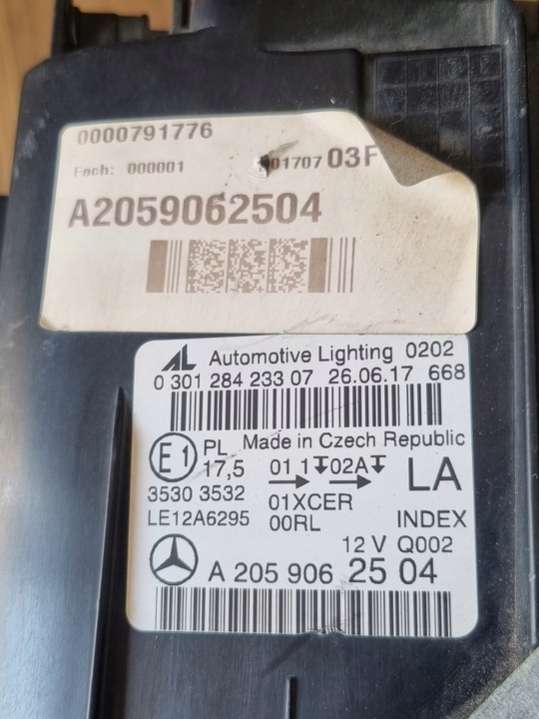 0000791776
Fach: 000001 01707 03F
A2059062504
AL Automotive Lighting 0202
0 301 284 233 07 26.06.17 668
E1 PL Made in Czech Republic
17,5 01 1 02A LA
3530 3532 01XCER
LE12A6295 00RL INDEX
12 V Q002
A 205 906 25 04